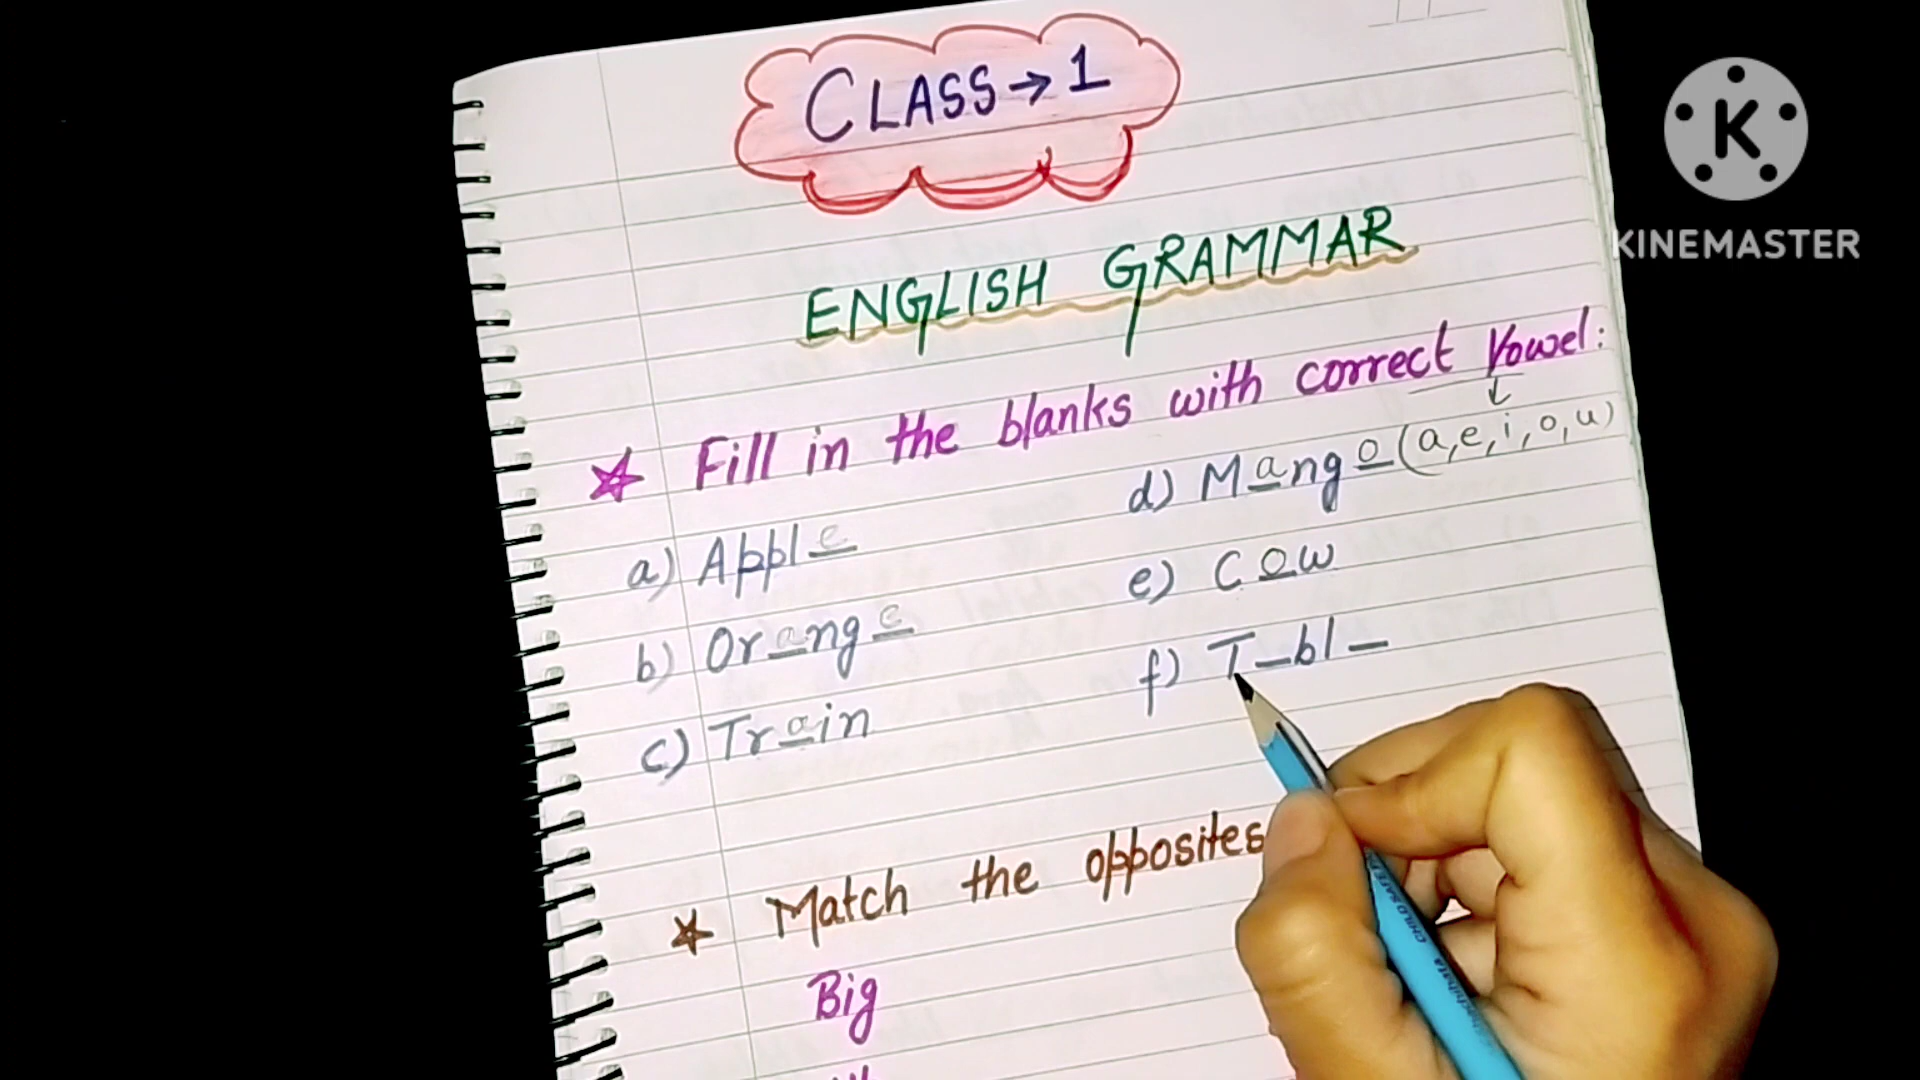 CLASS → 1
ENGLISH GRAMMAR
☆ Fill in the blanks with correct Vowel:
(a, e, i, o, u)
a) Apple
b) Orange
c) Train
d) Mango
e) Cow
f) T_bl_
☆ Match the opposites
Big
K
KINEMASTER